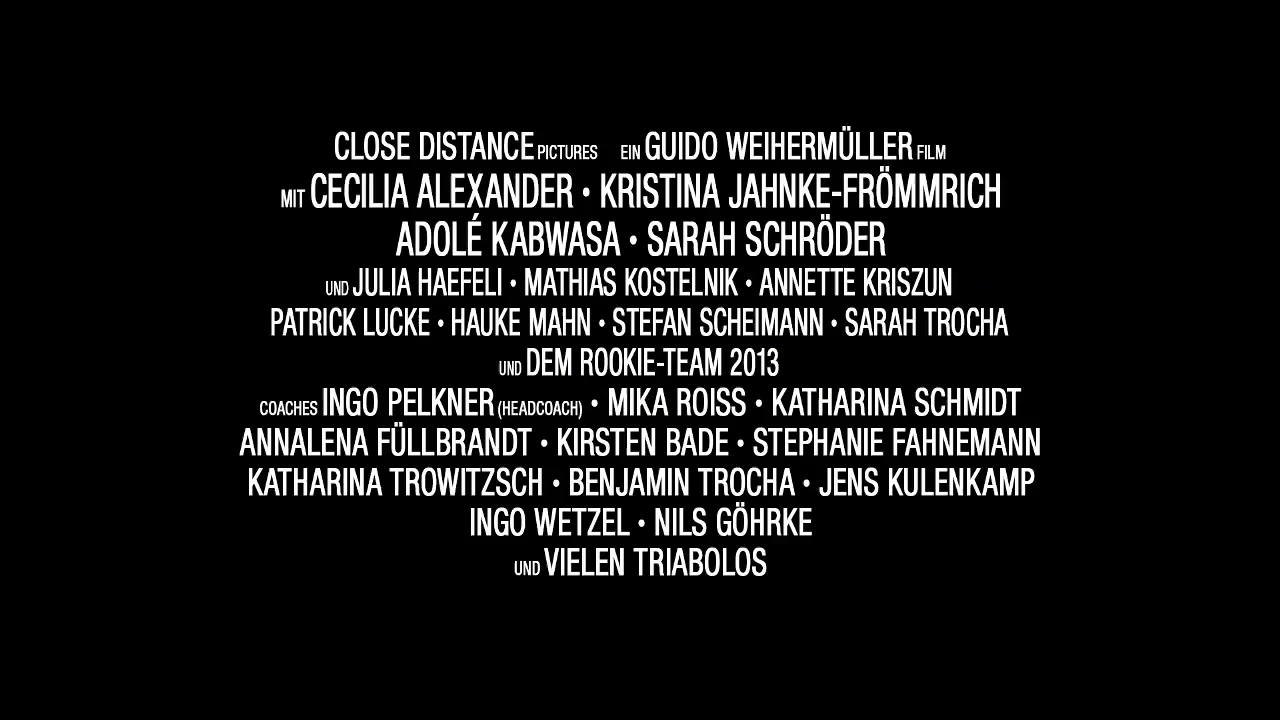 CLOSE DISTANCE PICTURES EIN GUIDO WEIHERMÜLLER FILM
MIT CECILIA ALEXANDER • KRISTINA JAHNKE-FRÖMMRICH
ADOLÉ KABWASA • SARAH SCHRÖDER
UND JULIA HAEFELI • MATHIAS KOSTELNIK • ANNETTE KRISZUN
PATRICK LUCKE • HAUKE MAHN • STEFAN SCHEIMANN • SARAH TROCHA
UND DEM ROOKIE-TEAM 2013
COACHES INGO PELKNER (HEADCOACH) • MIKA ROISS • KATHARINA SCHMIDT
ANNALENA FÜLLBRANDT • KIRSTEN BADE • STEPHANIE FAHNEMANN
KATHARINA TROWITZSCH • BENJAMIN TROCHA • JENS KULENKAMP
INGO WETZEL • NILS GÖHRKE
UND VIELEN TRIABOLOS